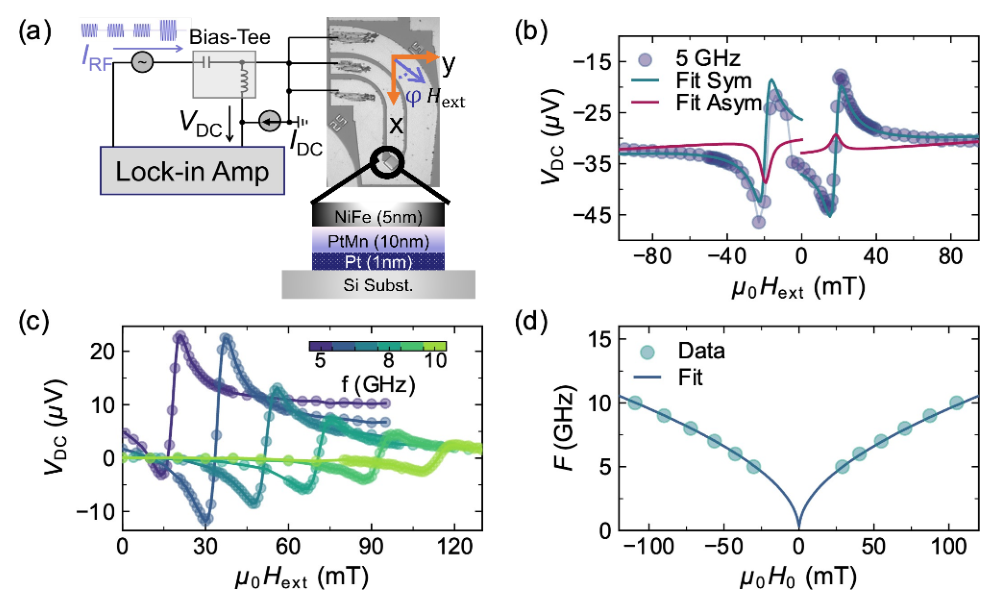 (a)
I_RF
Bias-Tee
~
V_DC
I_DC
Lock-in Amp
15
25
y
φ H_ext
x
NiFe (5nm)
PtMn (10nm)
Pt (1nm)
Si Subst.
(b)
5 GHz
Fit Sym
Fit Asym
V_DC (μV)
−15
−25
−35
−45
−80 −40 0 40 80
μ₀H_ext (mT)
(c)
V_DC (μV)
20
10
0
−10
5 8 10
f (GHz)
0 30 60 90 120
μ₀H_ext (mT)
(d)
Data
Fit
F (GHz)
15
10
5
0
−100 −50 0 50 100
μ₀H₀ (mT)